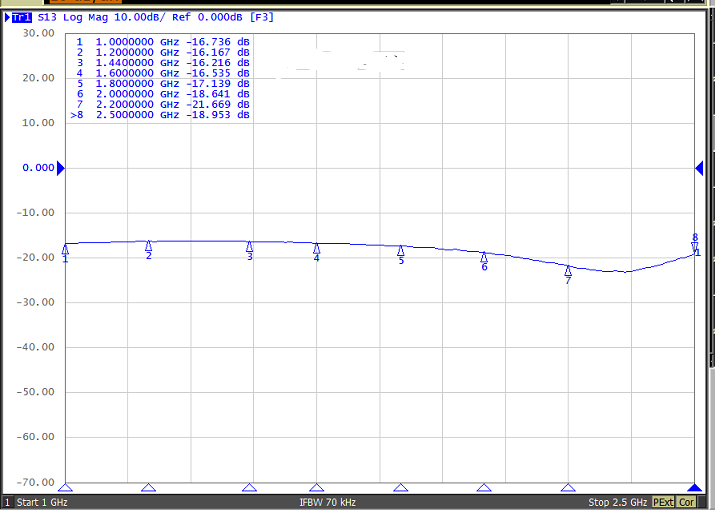 Tr1 S13 Log Mag 10.00dB/ Ref 0.000dB [F3]
30.00
20.00
10.00
0.000
-10.00
-20.00
-30.00
-40.00
-50.00
-60.00
-70.00
1 1.0000000 GHz -16.736 dB
2 1.2000000 GHz -16.167 dB
3 1.4400000 GHz -16.216 dB
4 1.6000000 GHz -16.535 dB
5 1.8000000 GHz -17.139 dB
6 2.0000000 GHz -18.641 dB
7 2.2000000 GHz -21.669 dB
>8 2.5000000 GHz -18.953 dB
1 2 3 4 5 6 7 8 1
1 Start 1 GHz IFBW 70 kHz Stop 2.5 GHz PExt Cor